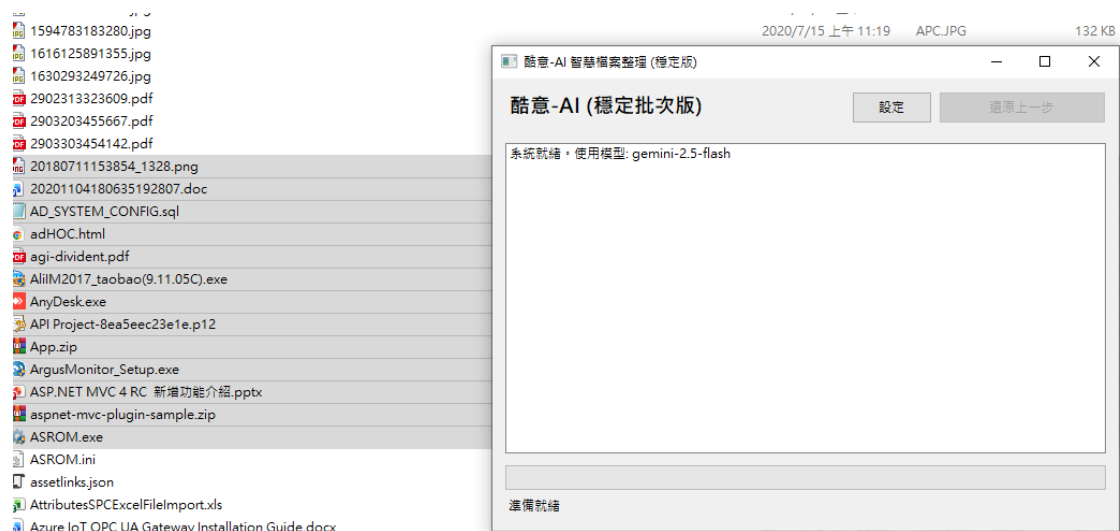 1594783183280.jpg
2020/7/15 上午 11:19 APC.JPG 132 KB
1616125891355.jpg
1630293249726.jpg
2902313323609.pdf
2903203455667.pdf
2903303454142.pdf
20180711153854_1328.png
20201104180635192807.doc
AD_SYSTEM_CONFIG.sql
adHOC.html
agi-divident.pdf
AliIM2017_taobao(9.11.05C).exe
AnyDesk.exe
API Project-8ea5eec23e1e.p12
App.zip
ArgusMonitor_Setup.exe
ASP.NET MVC 4 RC 新增功能介紹.pptx
aspnet-mvc-plugin-sample.zip
ASROM.exe
ASROM.ini
assetlinks.json
AttributesSPCExcelFileImport.xls
Azure IoT OPC UA Gateway Installation Guide.docx
酷意-AI 智慧檔案整理 (穩定版)
酷意-AI (穩定批次版)
設定
還原上一步
系統就緒。使用模型: gemini-2.5-flash
準備就緒